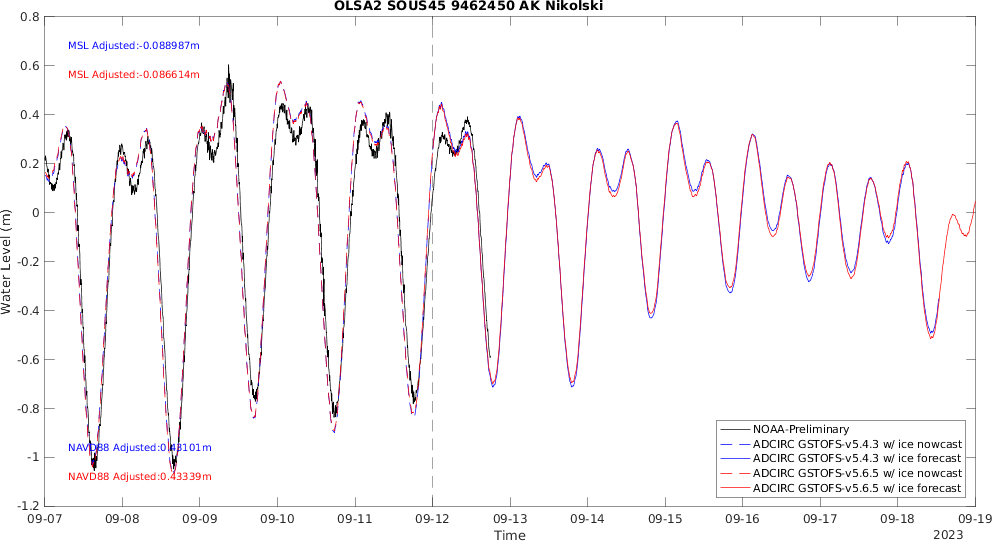 OLSA2 SOUS45 9462450 AK Nikolski
0.8
0.6
0.4
0.2
0
-0.2
-0.4
-0.6
-0.8
-1
-1.2
Water Level (m)
MSL Adjusted:-0.088987m
MSL Adjusted:-0.086614m
NAVD88 Adjusted:0.43101m
NAVD88 Adjusted:0.43339m
NOAA-Preliminary
ADCIRC GSTOFS-v5.4.3 w/ ice nowcast
ADCIRC GSTOFS-v5.4.3 w/ ice forecast
ADCIRC GSTOFS-v5.6.5 w/ ice nowcast
ADCIRC GSTOFS-v5.6.5 w/ ice forecast
09-07 09-08 09-09 09-10 09-11 09-12 09-13 09-14 09-15 09-16 09-17 09-18 09-19
Time
2023